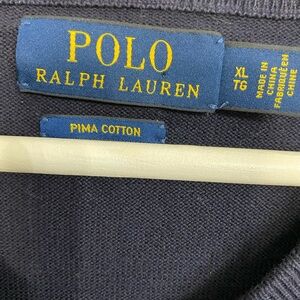 POLO
RALPH LAUREN
XL
TG
MADE IN
CHINA
FABRIQUÉ EN
CHINE
PIMA COTTON